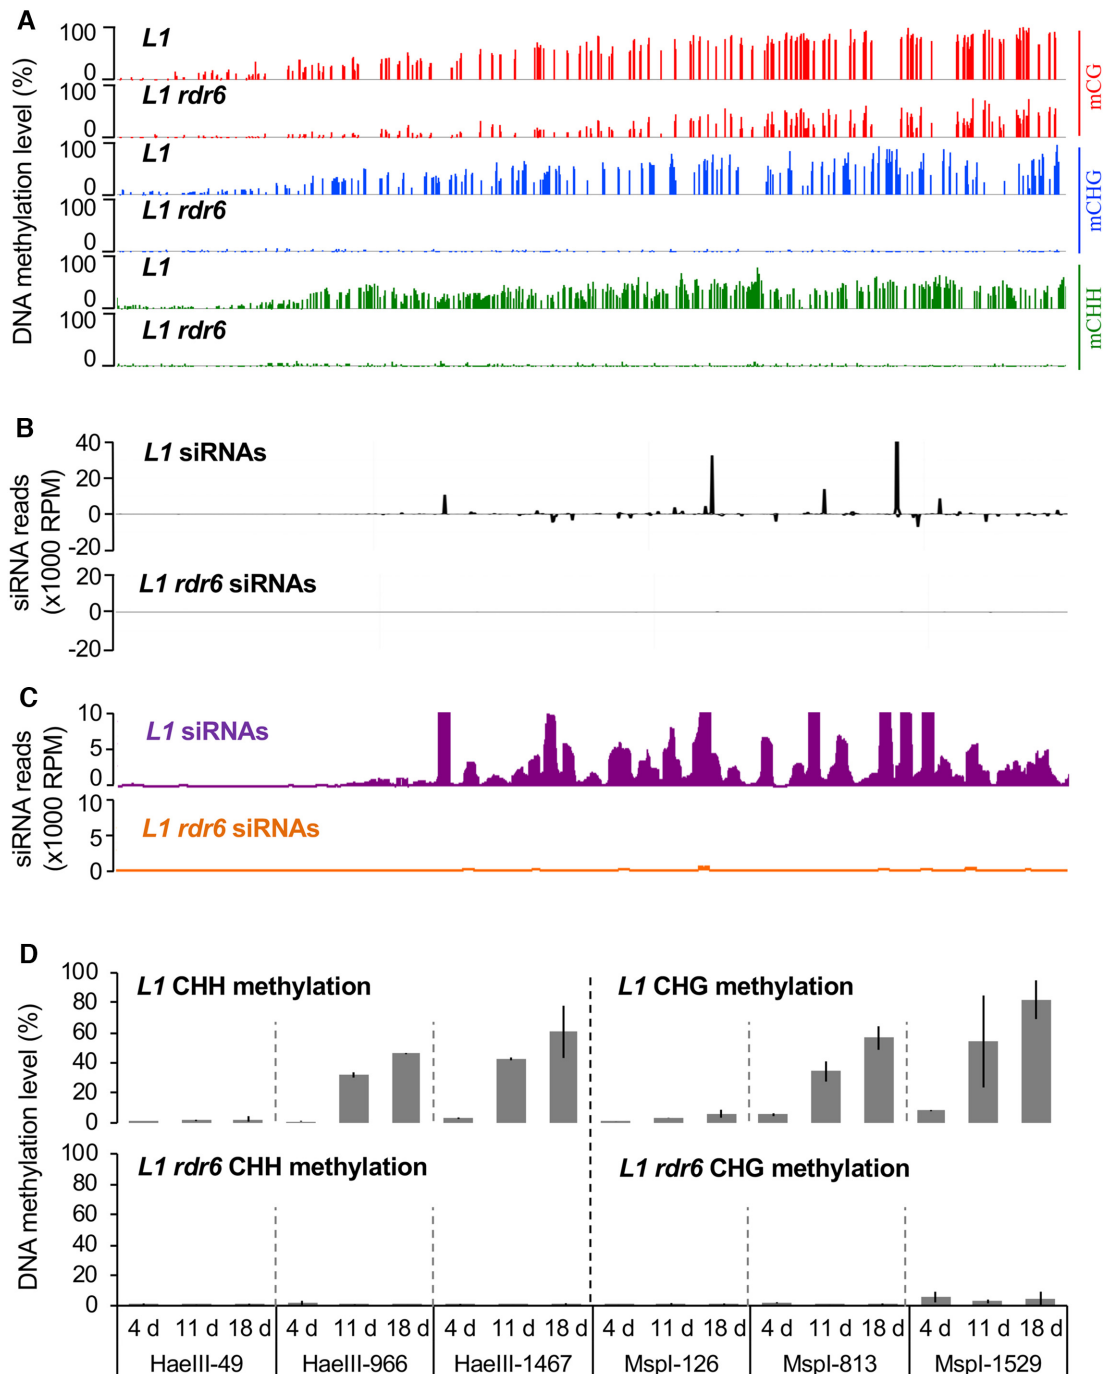 A
DNA methylation level (%)
100
0
L1
100
0
L1 rdr6
mCG
100
0
L1
100
0
L1 rdr6
mCHG
100
0
L1
100
0
L1 rdr6
mCHH
B
siRNA reads
(x1000 RPM)
40
20
0
-20
L1 siRNAs
20
0
-20
L1 rdr6 siRNAs
C
siRNA reads
(x1000 RPM)
10
5
0
L1 siRNAs
10
5
0
L1 rdr6 siRNAs
D
DNA methylation level (%)
100
80
60
40
20
0
L1 CHH methylation
L1 CHG methylation
100
80
60
40
20
0
L1 rdr6 CHH methylation
L1 rdr6 CHG methylation
4 d 11 d 18 d 4 d 11 d 18 d 4 d 11 d 18 d 4 d 11 d 18 d 4 d 11 d 18 d 4 d 11 d 18 d
HaeIII-49 HaeIII-966 HaeIII-1467 MspI-126 MspI-813 MspI-1529